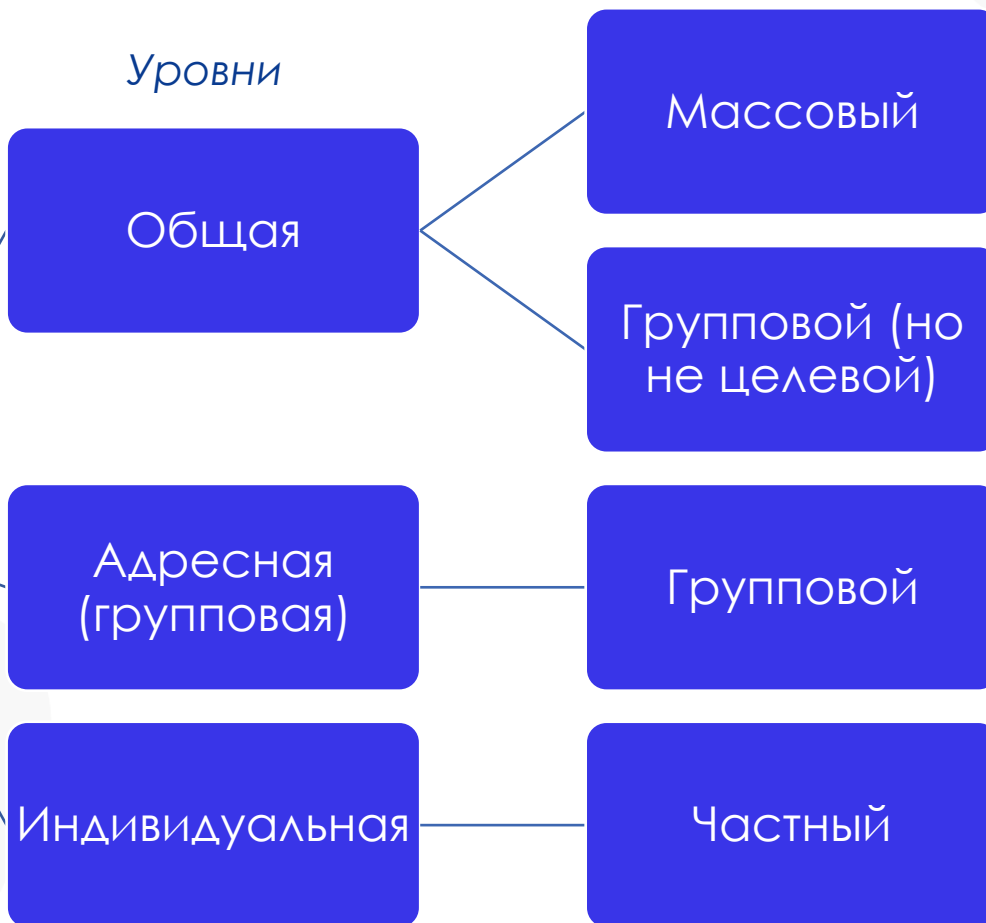 Уровни
Общая
Массовый
Групповой (но
не целевой)
Адресная
(групповая)
Групповой
Индивидуальная
Частный